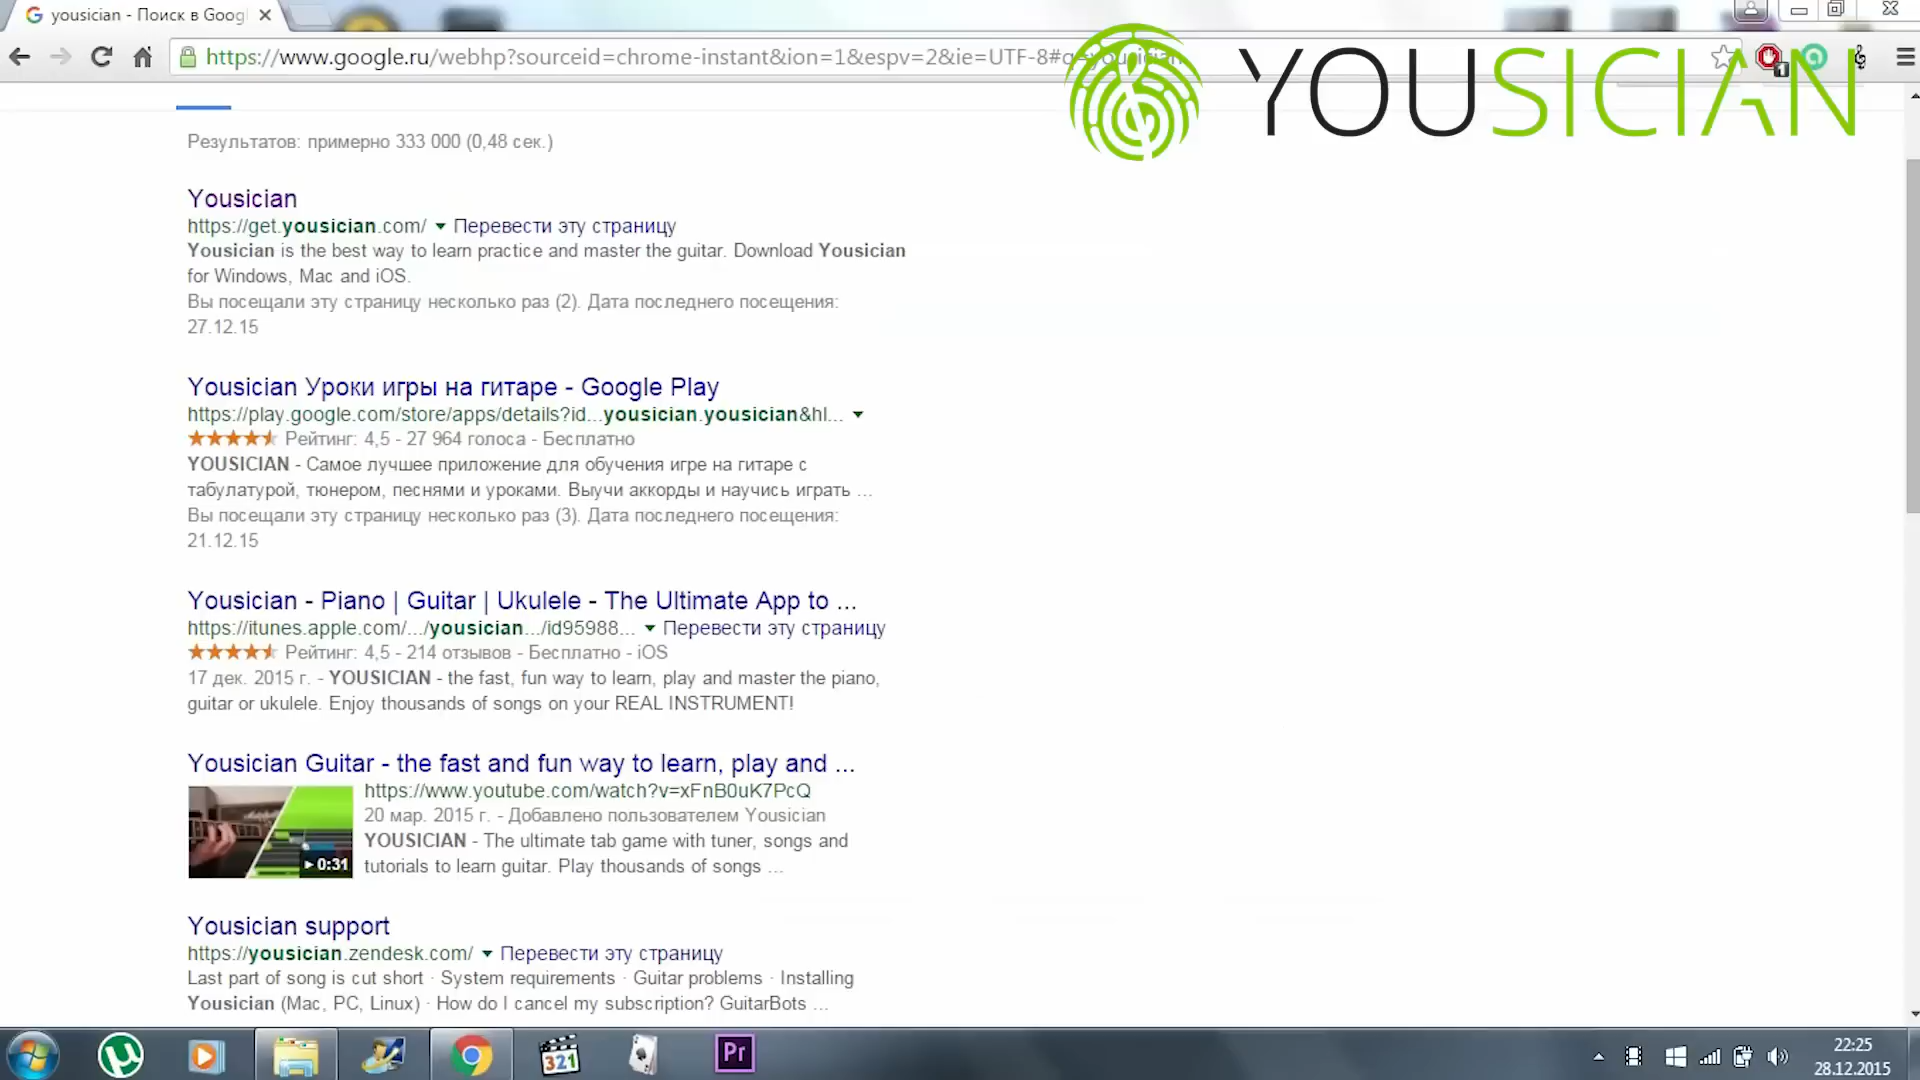 yousician - Поиск в Goog
https://www.google.ru/webhp?sourceid=chrome-instant&ion=1&espv=2&ie=UTF-8#q=yousician
YOUSICIAN
1
Результатов: примерно 333 000 (0,48 сек.)
Yousician
https://get.yousician.com/ Перевести эту страницу
Yousician is the best way to learn practice and master the guitar. Download Yousician
for Windows, Mac and iOS.
Вы посещали эту страницу несколько раз (2). Дата последнего посещения:
27.12.15
Yousician Уроки игры на гитаре - Google Play
https://play.google.com/store/apps/details?id...yousician.yousician&hl...
Рейтинг: 4,5 - 27 964 голоса - Бесплатно
YOUSICIAN - Самое лучшее приложение для обучения игре на гитаре с
табулатурой, тюнером, песнями и уроками. Выучи аккорды и научись играть ...
Вы посещали эту страницу несколько раз (3). Дата последнего посещения:
21.12.15
Yousician - Piano | Guitar | Ukulele - The Ultimate App to ...
https://itunes.apple.com/.../yousician.../id95988... Перевести эту страницу
Рейтинг: 4,5 - 214 отзывов - Бесплатно - iOS
17 дек. 2015 г. - YOUSICIAN - the fast, fun way to learn, play and master the piano,
guitar or ukulele. Enjoy thousands of songs on your REAL INSTRUMENT!
Yousician Guitar - the fast and fun way to learn, play and ...
https://www.youtube.com/watch?v=xFnB0uK7PcQ
20 мар. 2015 г. - Добавлено пользователем Yousician
YOUSICIAN - The ultimate tab game with tuner, songs and
tutorials to learn guitar. Play thousands of songs ...
0:31
Yousician support
https://yousician.zendesk.com/ Перевести эту страницу
Last part of song is cut short · System requirements · Guitar problems · Installing
Yousician (Mac, PC, Linux) · How do I cancel my subscription? GuitarBots ...
321
Pr
22:25
28.12.2015